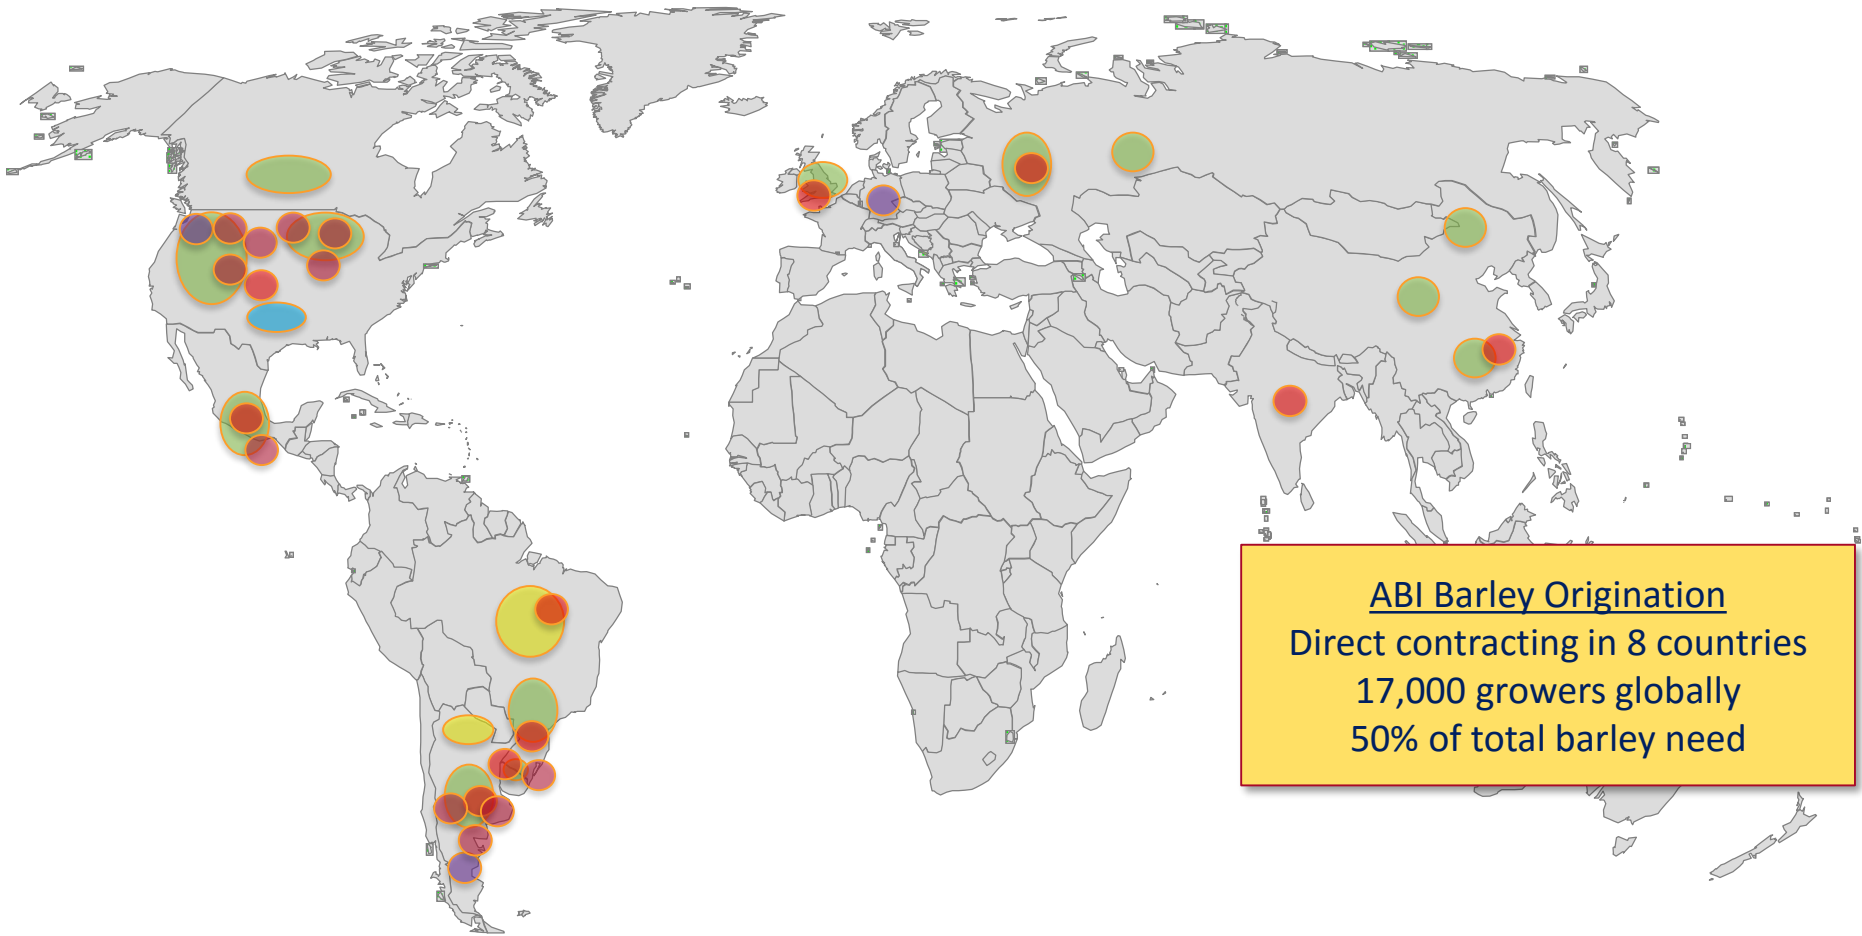 ABI Barley Origination
Direct contracting in 8 countries
17,000 growers globally
50% of total barley need